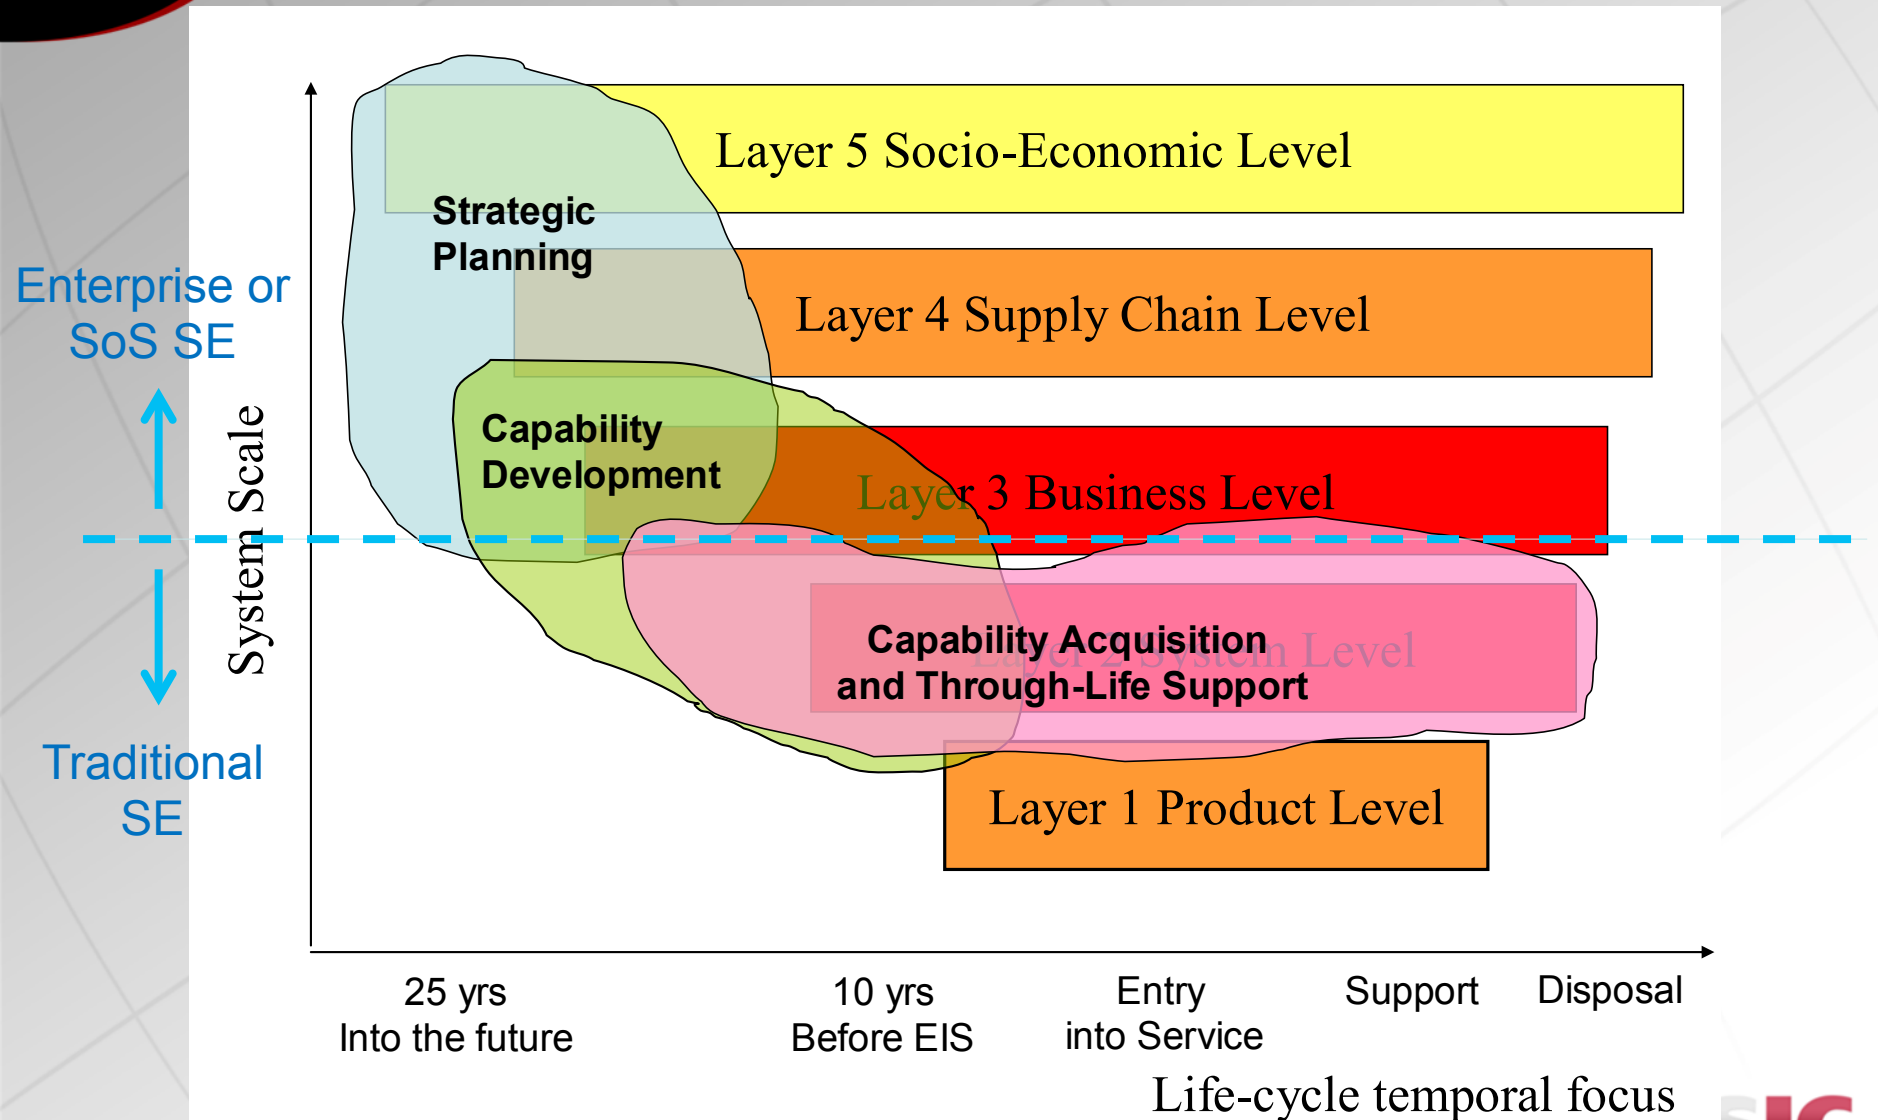 Layer 5 Socio-Economic Level
Strategic
Planning
Enterprise or
SoS SE
Layer 4 Supply Chain Level
System Scale
Capability
Development
Layer 3 Business Level
Layer 2 System Level
Capability Acquisition
and Through-Life Support
Traditional
SE
Layer 1 Product Level
25 yrs
Into the future
10 yrs
Before EIS
Entry
into Service
Support
Disposal
Life-cycle temporal focus